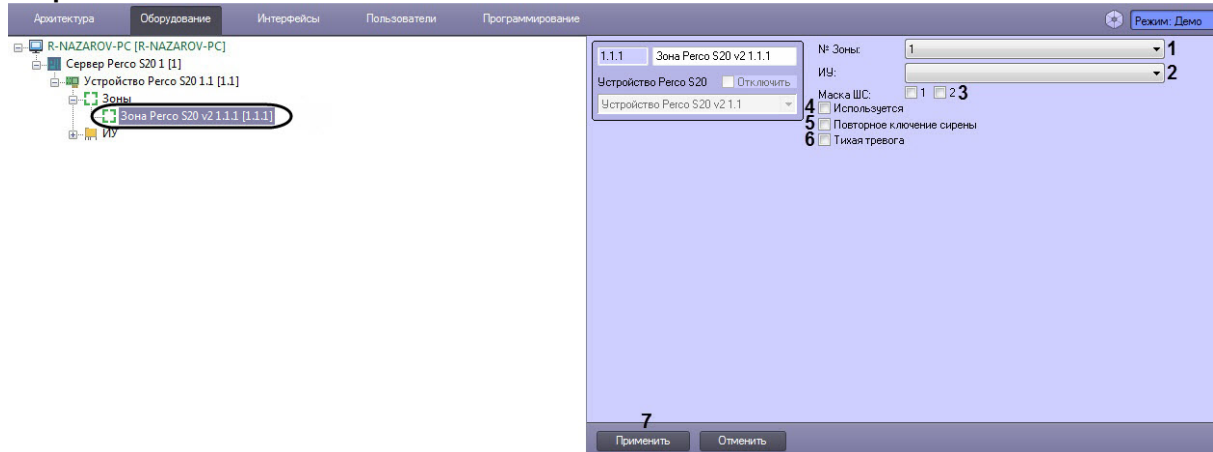 Архитектура Оборудование Интерфейсы Пользователи Программирование Режим: Демо
R-NAZAROV-PC [R-NAZAROV-PC]
Сервер Perco S20 1 [1]
Устройство Perco S20 1.1 [1.1]
Зоны
Зона Perco S20 v2 1.1.1 [1.1.1]
ИУ
1.1.1 Зона Perco S20 v2 1.1.1
Устройство Perco S20 Отключить
Устройство Perco S20 v2 1.1
№ Зоны: 1 1
ИУ: 2
Маска ШС: 1 2 3
4 Используется
5 Повторное ключение сирены
6 Тихая тревога
7
Применить Отменить